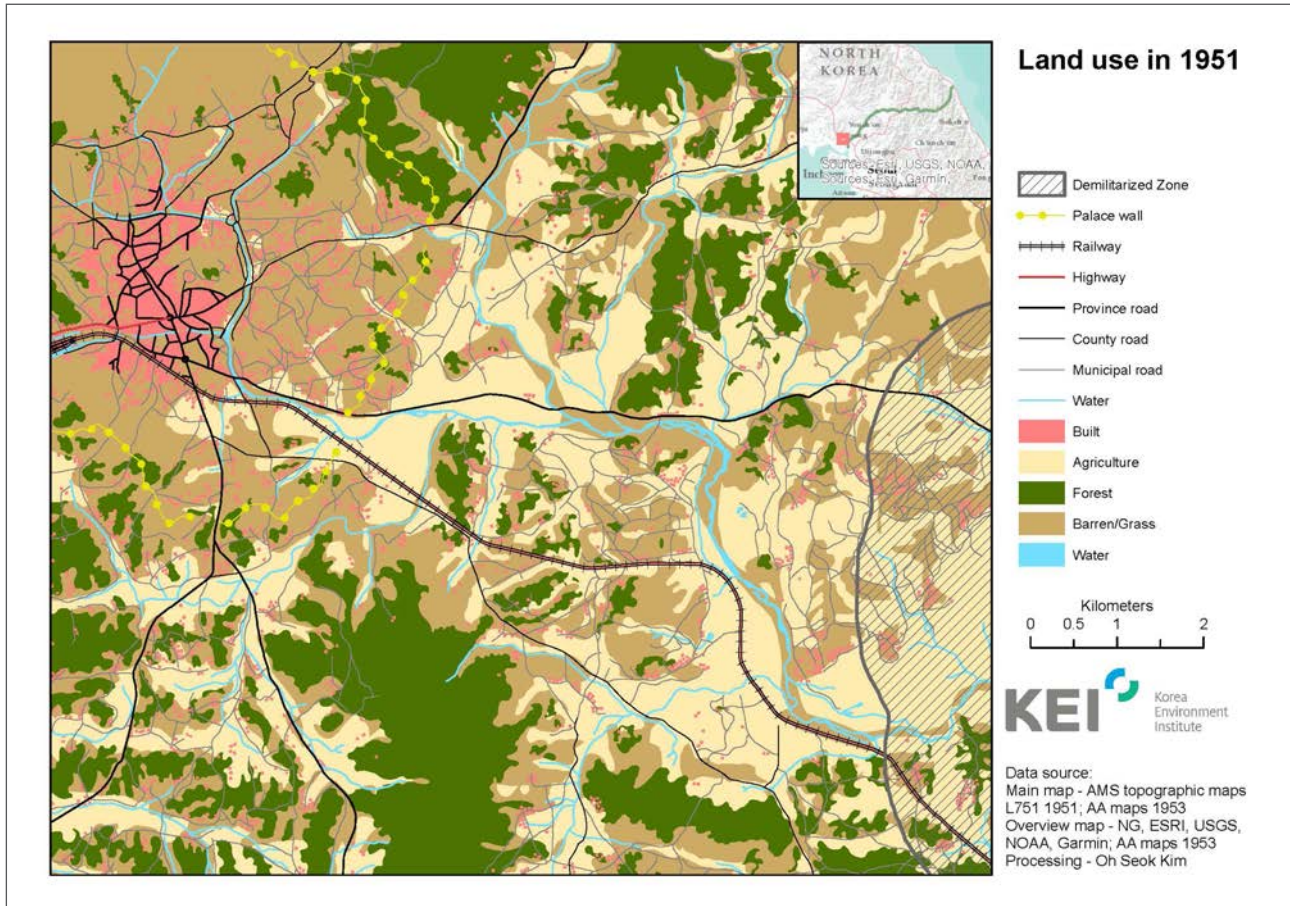 Land use in 1951
NORTH
KOREA
Sources: Esri, USGS, NOAA,
Sources: Esri, Garmin,
Seoul
Demilitarized Zone
Palace wall
Railway
Highway
Province road
County road
Municipal road
Water
Built
Agriculture
Forest
Barren/Grass
Water
Kilometers
0 0.5 1 2
KEI
Korea
Environment
Institute
Data source:
Main map - AMS topographic maps
L751 1951; AA maps 1953
Overview map - NG, ESRI, USGS,
NOAA, Garmin; AA maps 1953
Processing - Oh Seok Kim